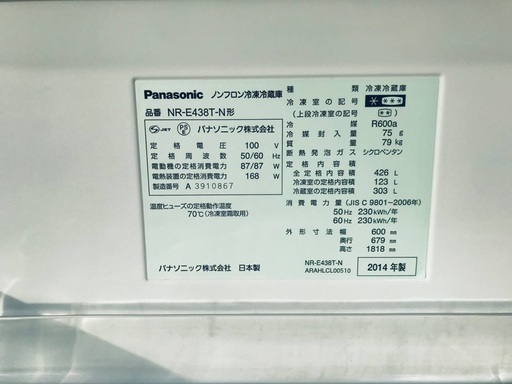 Panasonic ノンフロン冷凍冷蔵庫
品番 NR-E438T-N形
JET PSE パナソニック株式会社
定格電圧 100 V
定格周波数 50/60 Hz
電動機の定格消費電力 87/87 W
電熱装置の定格消費電力 168 W
製造番号 A 3910867
温度ヒューズの定格動作温度
70℃(冷凍室霜取用)
パナソニック株式会社 日本製
種類 冷凍冷蔵庫
冷凍室の記号
(上段冷凍室の記号)
冷媒 R600a
冷媒封入量 75 g
質量 79 kg
断熱発泡ガス シクロペンタン
定格内容積
全定格内容積 426 L
冷凍室の定格内容積 123 L
冷蔵室の定格内容積 303 L
消費電力量(JIS C 9801−2006年)
50 Hz 230 kWh/年
60 Hz 230 kWh/年
外形寸法 幅 600 mm
奥行 679 mm
高さ 1818 mm
NR-E438T-N
ARAHLCL00510
2014 年製